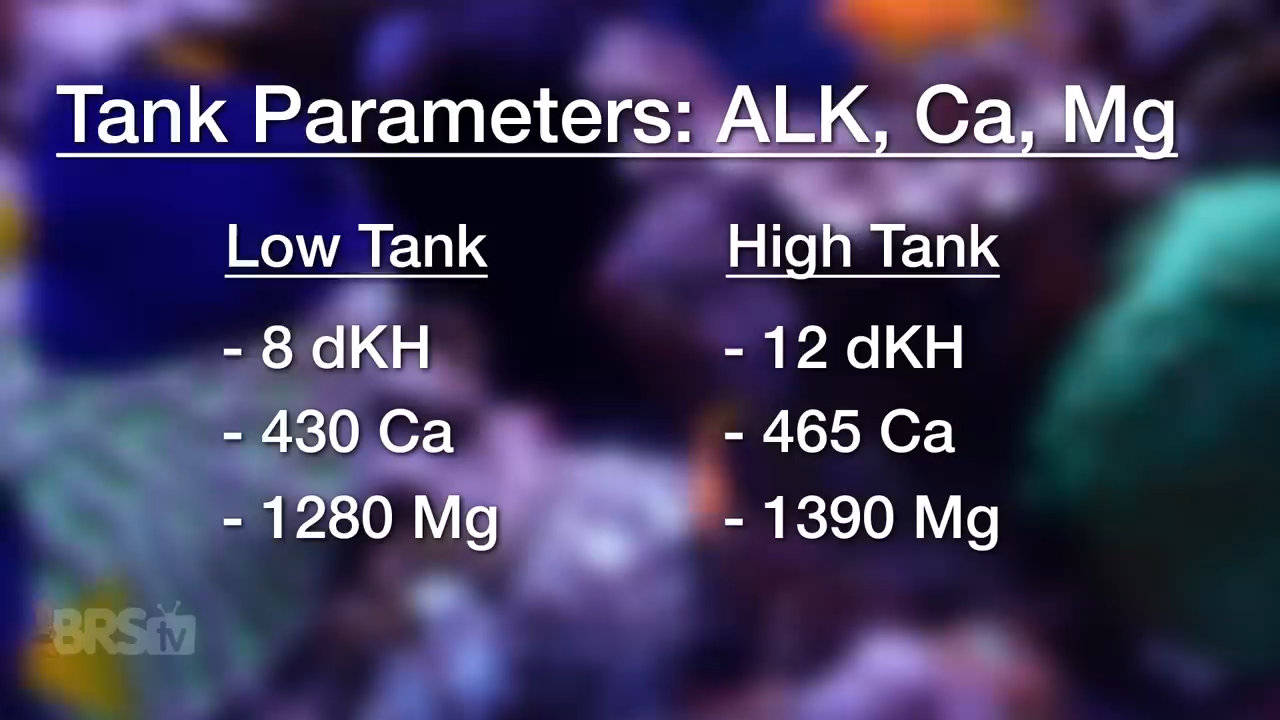 Tank Parameters: ALK, Ca, Mg
Low Tank
- 8 dKH
- 430 Ca
- 1280 Mg
High Tank
- 12 dKH
- 465 Ca
- 1390 Mg
BRStv